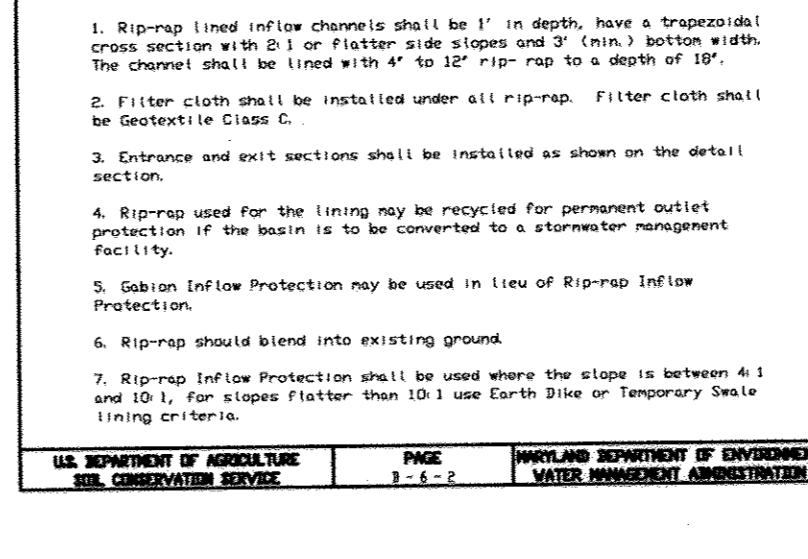 1. Rip-rap lined inflow channels shall be 1' in depth, have a trapezoidal
cross section with 2:1 or flatter side slopes and 3' (min.) bottom width.
The channel shall be lined with 4" to 12" rip- rap to a depth of 18".
2. Filter cloth shall be installed under all rip-rap. Filter cloth shall
be Geotextile Class C.
3. Entrance and exit sections shall be installed as shown on the detail
section.
4. Rip-rap used for the lining may be recycled for permanent outlet
protection if the basin is to be converted to a stormwater management
facility.
5. Gabion Inflow Protection may be used in lieu of Rip-rap Inflow
Protection.
6. Rip-rap should blend into existing ground.
7. Rip-rap Inflow Protection shall be used where the slope is between 4:1
and 10:1, for slopes flatter than 10:1 use Earth Dike or Temporary Swale
lining criteria.
U.S. DEPARTMENT OF AGRICULTURE
SOIL CONSERVATION SERVICE
PAGE
B - 6 - 2
MARYLAND DEPARTMENT OF ENVIRONMEN
WATER MANAGEMENT ADMINISTRATION